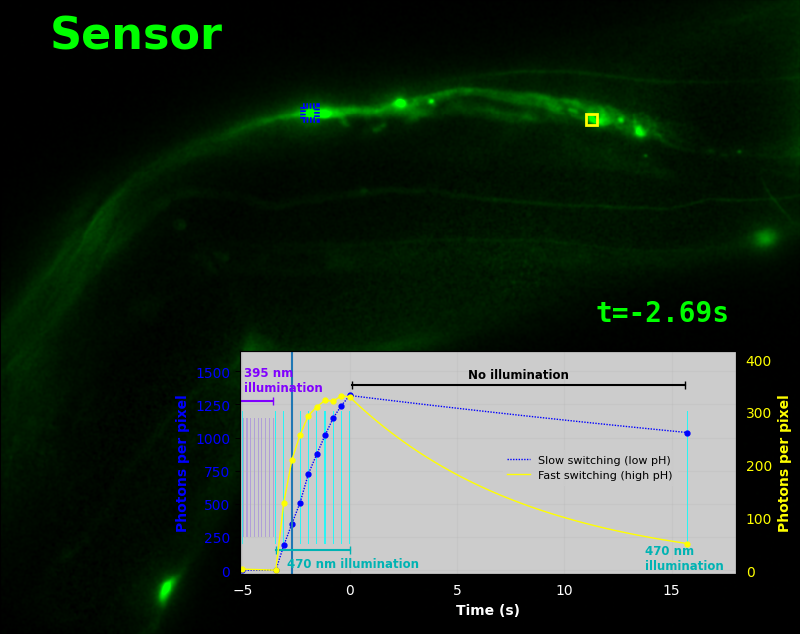 Sensor
t=-2.69s
395 nm
illumination
No illumination
Slow switching (low pH)
Fast switching (high pH)
470 nm illumination
470 nm
illumination
Photons per pixel
1500
1250
1000
750
500
250
0
Photons per pixel
400
300
200
100
0
−5
0
5
10
15
Time (s)